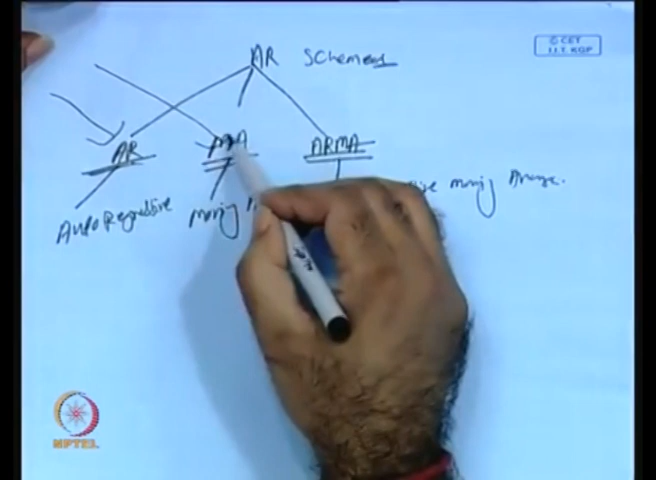 © CET
I.I.T. KGP
AR Schemes
AR MA ARMA
Auto Regressive moving moving Average.
NPTEL